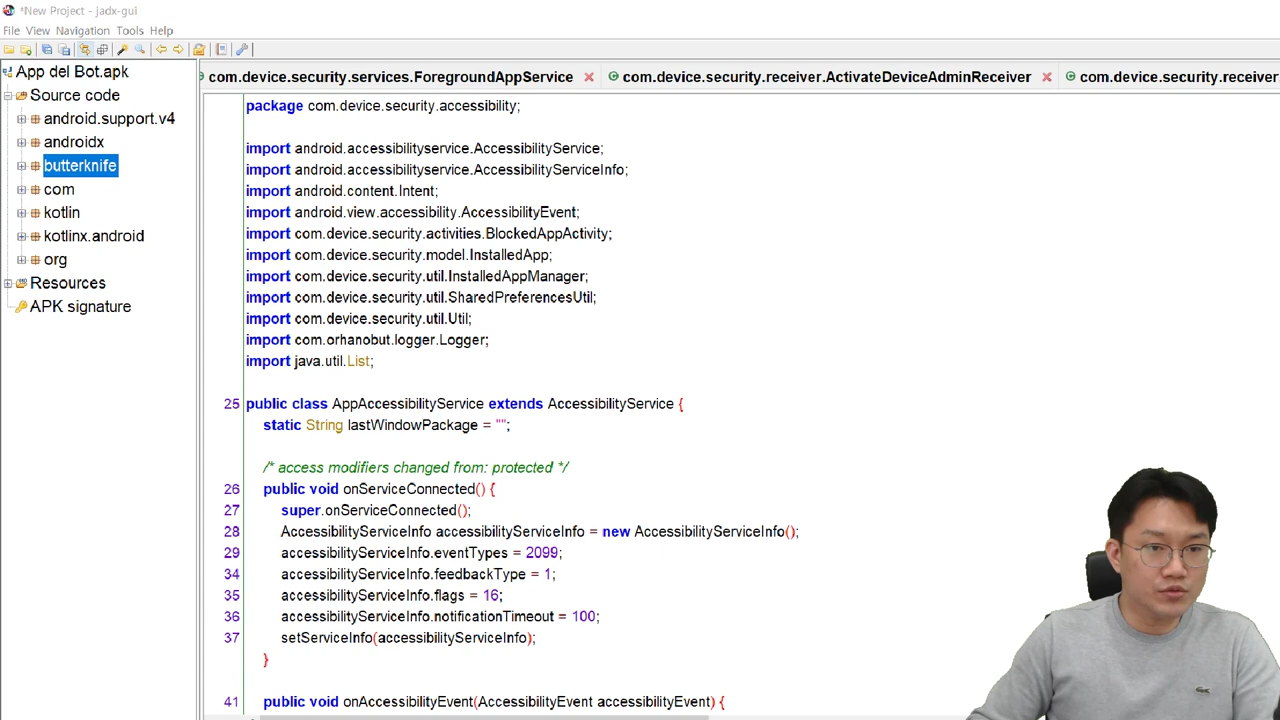 *New Project - jadx-gui
File View Navigation Tools Help
App del Bot.apk
Source code
android.support.v4
androidx
butterknife
com
kotlin
kotlinx.android
org
Resources
APK signature
com.device.security.services.ForegroundAppService
com.device.security.receiver.ActivateDeviceAdminReceiver
com.device.security.receiver
package com.device.security.accessibility;
import android.accessibilityservice.AccessibilityService;
import android.accessibilityservice.AccessibilityServiceInfo;
import android.content.Intent;
import android.view.accessibility.AccessibilityEvent;
import com.device.security.activities.BlockedAppActivity;
import com.device.security.model.InstalledApp;
import com.device.security.util.InstalledAppManager;
import com.device.security.util.SharedPreferencesUtil;
import com.device.security.util.Util;
import com.orhanobut.logger.Logger;
import java.util.List;
25 public class AppAccessibilityService extends AccessibilityService {
static String lastWindowPackage = "";
/* access modifiers changed from: protected */
26 public void onServiceConnected() {
27 super.onServiceConnected();
28 AccessibilityServiceInfo accessibilityServiceInfo = new AccessibilityServiceInfo();
29 accessibilityServiceInfo.eventTypes = 2099;
34 accessibilityServiceInfo.feedbackType = 1;
35 accessibilityServiceInfo.flags = 16;
36 accessibilityServiceInfo.notificationTimeout = 100;
37 setServiceInfo(accessibilityServiceInfo);
}
41 public void onAccessibilityEvent(AccessibilityEvent accessibilityEvent) {